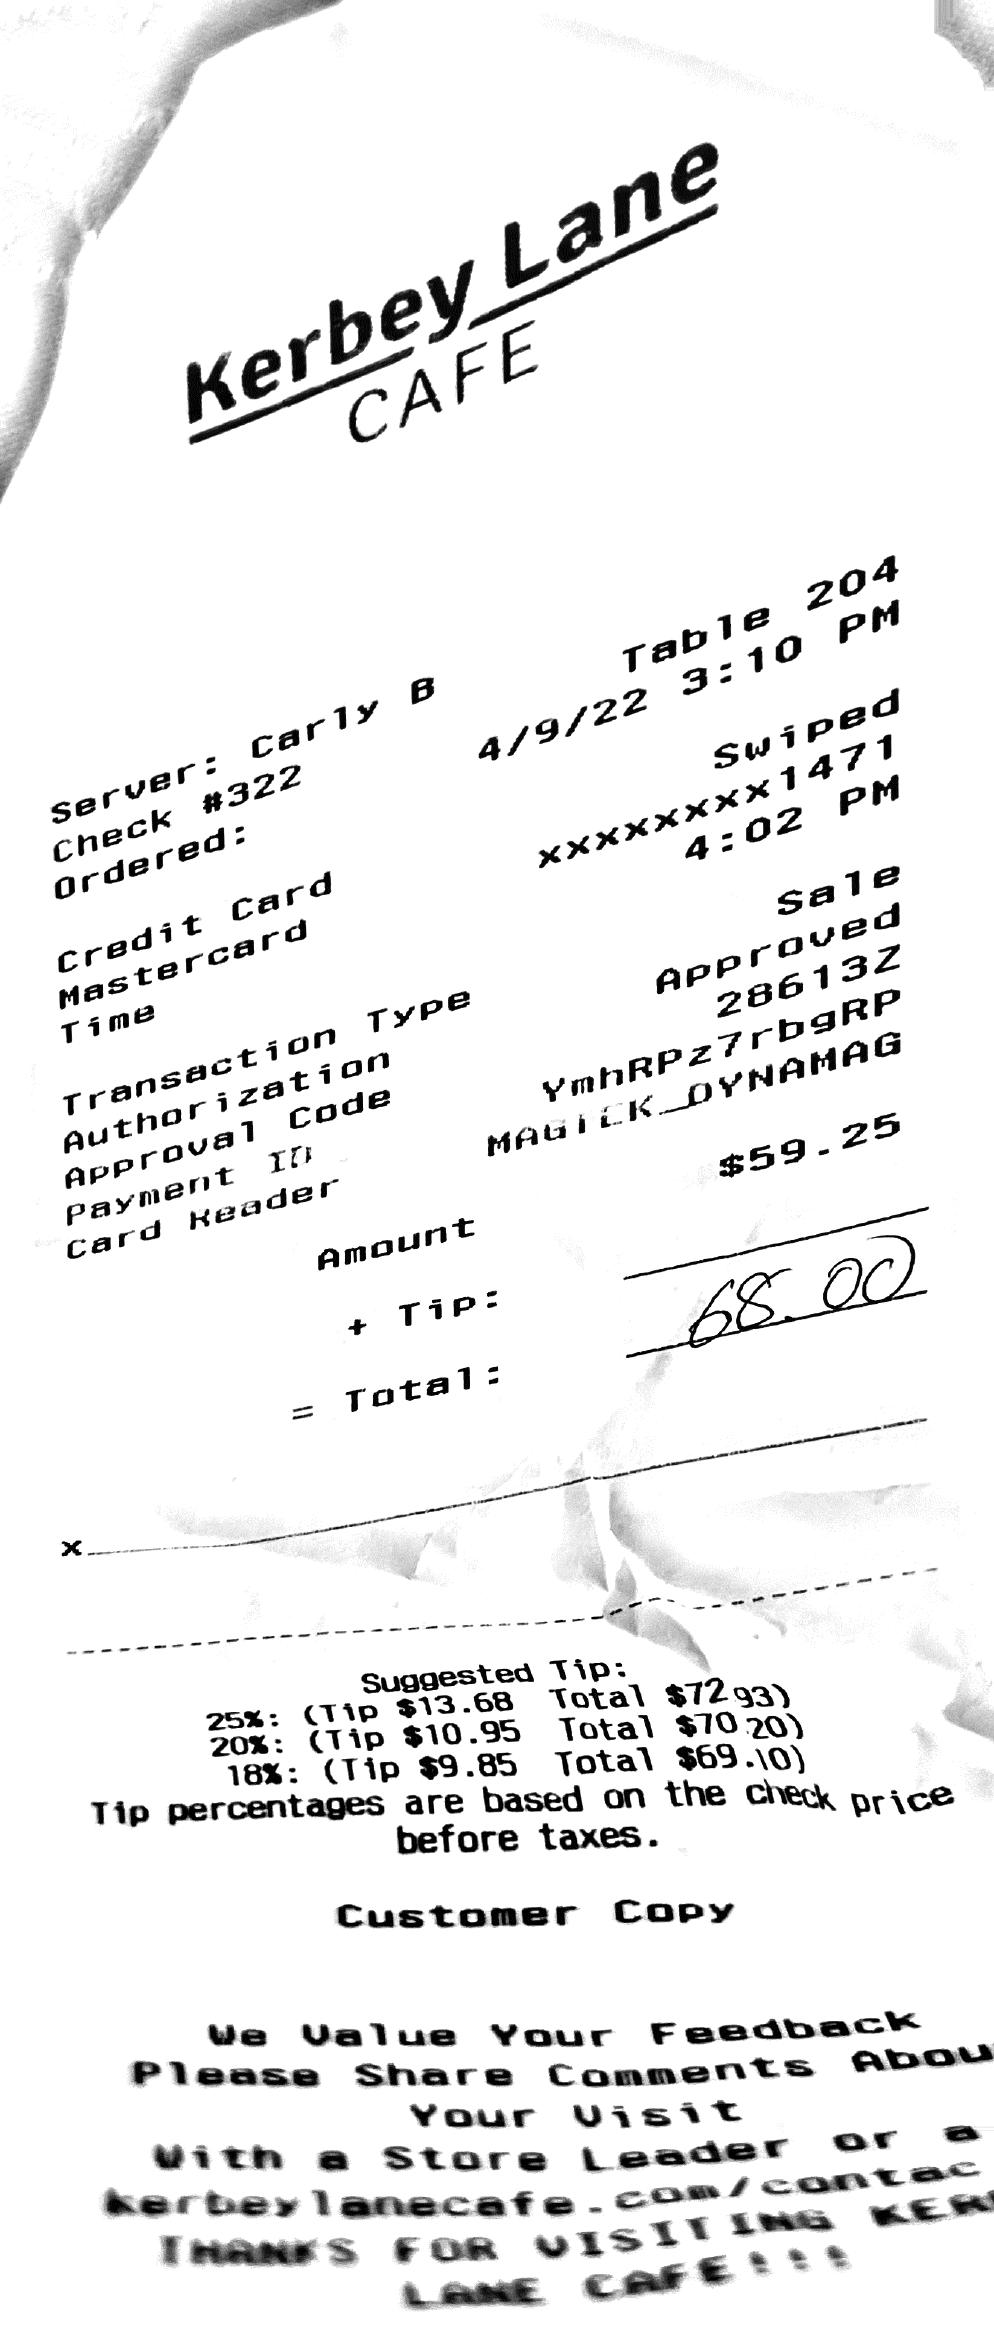 Kerbey Lane
CAFE
Server: Carly B Table 204
Check #322
Ordered: 4/9/22 3:10 PM
Credit Card Swiped
Mastercard xxxxxxxx1471
Time 4:02 PM
Transaction Type Sale
Authorization Approved
Approval Code 28613Z
Payment ID YmhRPz7rbgRP
Card Reader MAGTEK_DYNAMAG
Amount $59.25
+ Tip:
= Total: 68.00
x
Suggested Tip:
25%: (Tip $13.68 Total $72.93)
20%: (Tip $10.95 Total $70.20)
18%: (Tip $9.85 Total $69.10)
Tip percentages are based on the check price
before taxes.
Customer Copy
We Value Your Feedback
Please Share Comments Abou
Your Visit
With a Store Leader or a
kerbeylanecafe.com/contac
THANKS FOR VISITING KER
LANE CAFE!!!